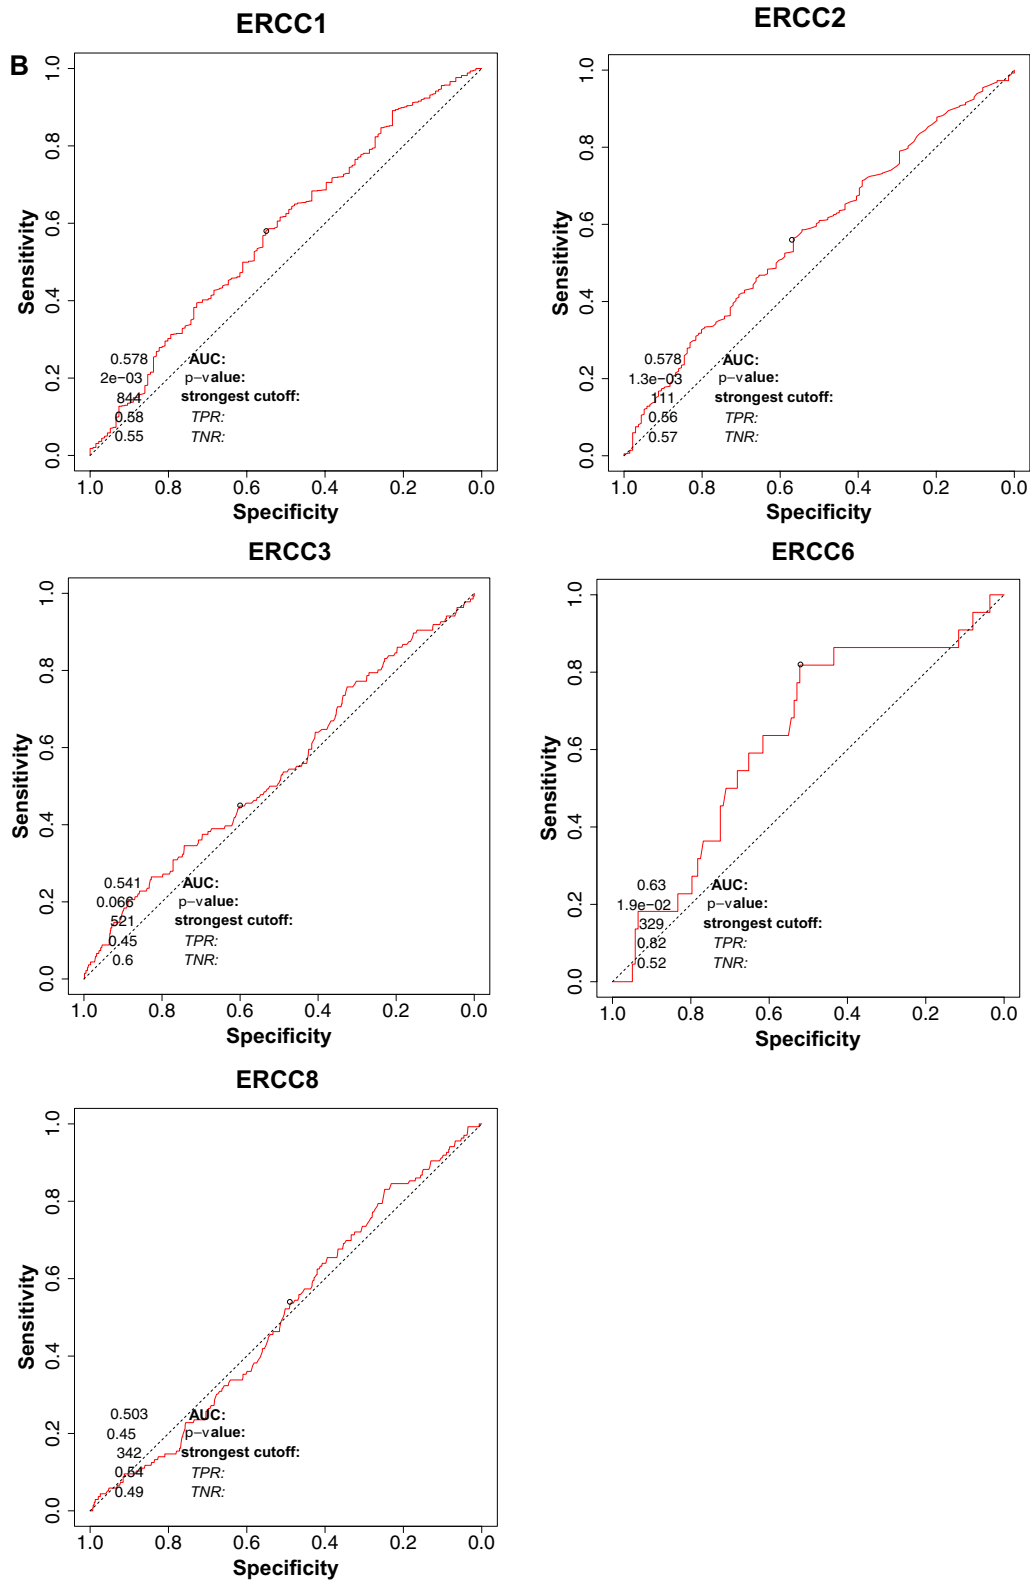 B
ERCC1
1.0
0.8
0.6
0.4
0.2
0.0
Sensitivity
0.578 AUC:
2e−03 p−value:
844 strongest cutoff:
0.58 TPR:
0.55 TNR:
1.0 0.8 0.6 0.4 0.2 0.0
Specificity
ERCC2
1.0
0.8
0.6
0.4
0.2
0.0
Sensitivity
0.578 AUC:
1.3e−03 p−value:
111 strongest cutoff:
0.56 TPR:
0.57 TNR:
1.0 0.8 0.6 0.4 0.2 0.0
Specificity
ERCC3
1.0
0.8
0.6
0.4
0.2
0.0
Sensitivity
0.541 AUC:
0.066 p−value:
521 strongest cutoff:
0.45 TPR:
0.6 TNR:
1.0 0.8 0.6 0.4 0.2 0.0
Specificity
ERCC6
1.0
0.8
0.6
0.4
0.2
0.0
Sensitivity
0.63 AUC:
1.9e−02 p−value:
329 strongest cutoff:
0.82 TPR:
0.52 TNR:
1.0 0.8 0.6 0.4 0.2 0.0
Specificity
ERCC8
1.0
0.8
0.6
0.4
0.2
0.0
Sensitivity
0.503 AUC:
0.45 p−value:
342 strongest cutoff:
0.54 TPR:
0.49 TNR:
1.0 0.8 0.6 0.4 0.2 0.0
Specificity